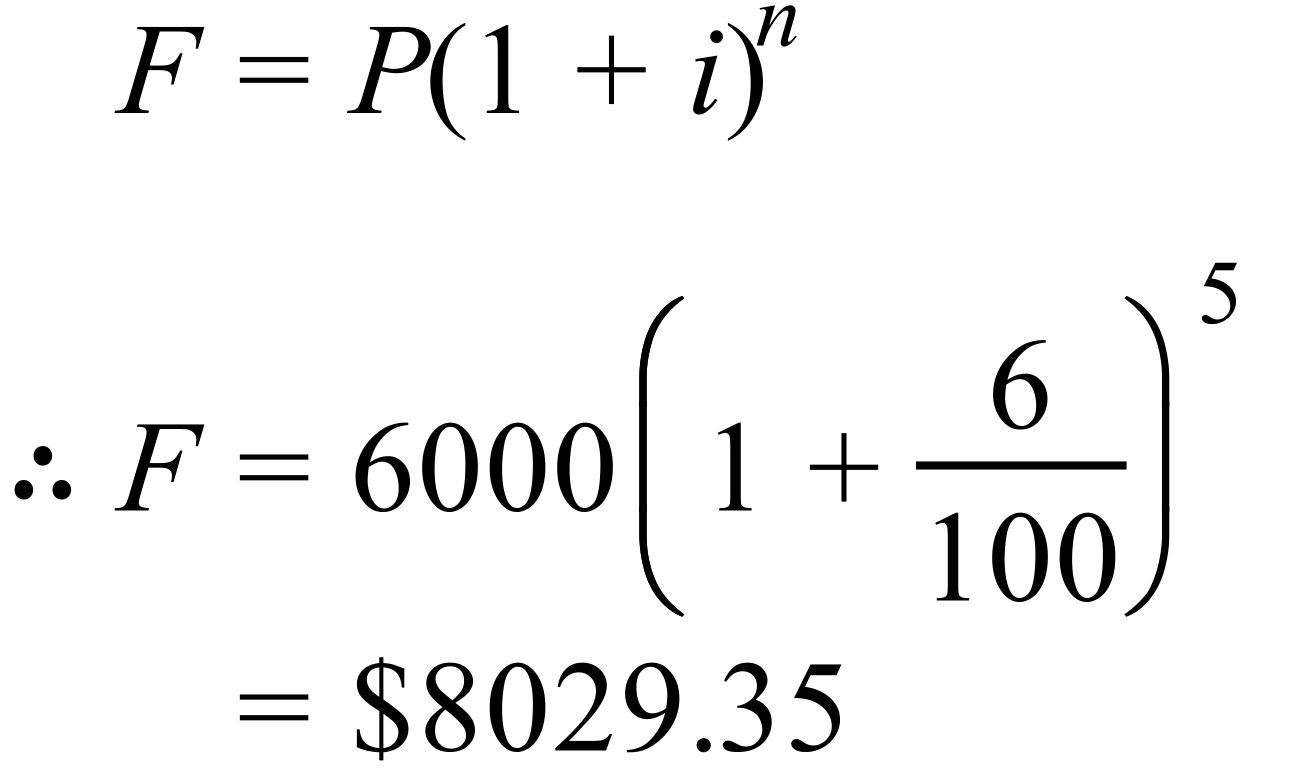 F = P(1 + i)^n
∴ F = 6000(1 + 6/100)^5
= $8029.35